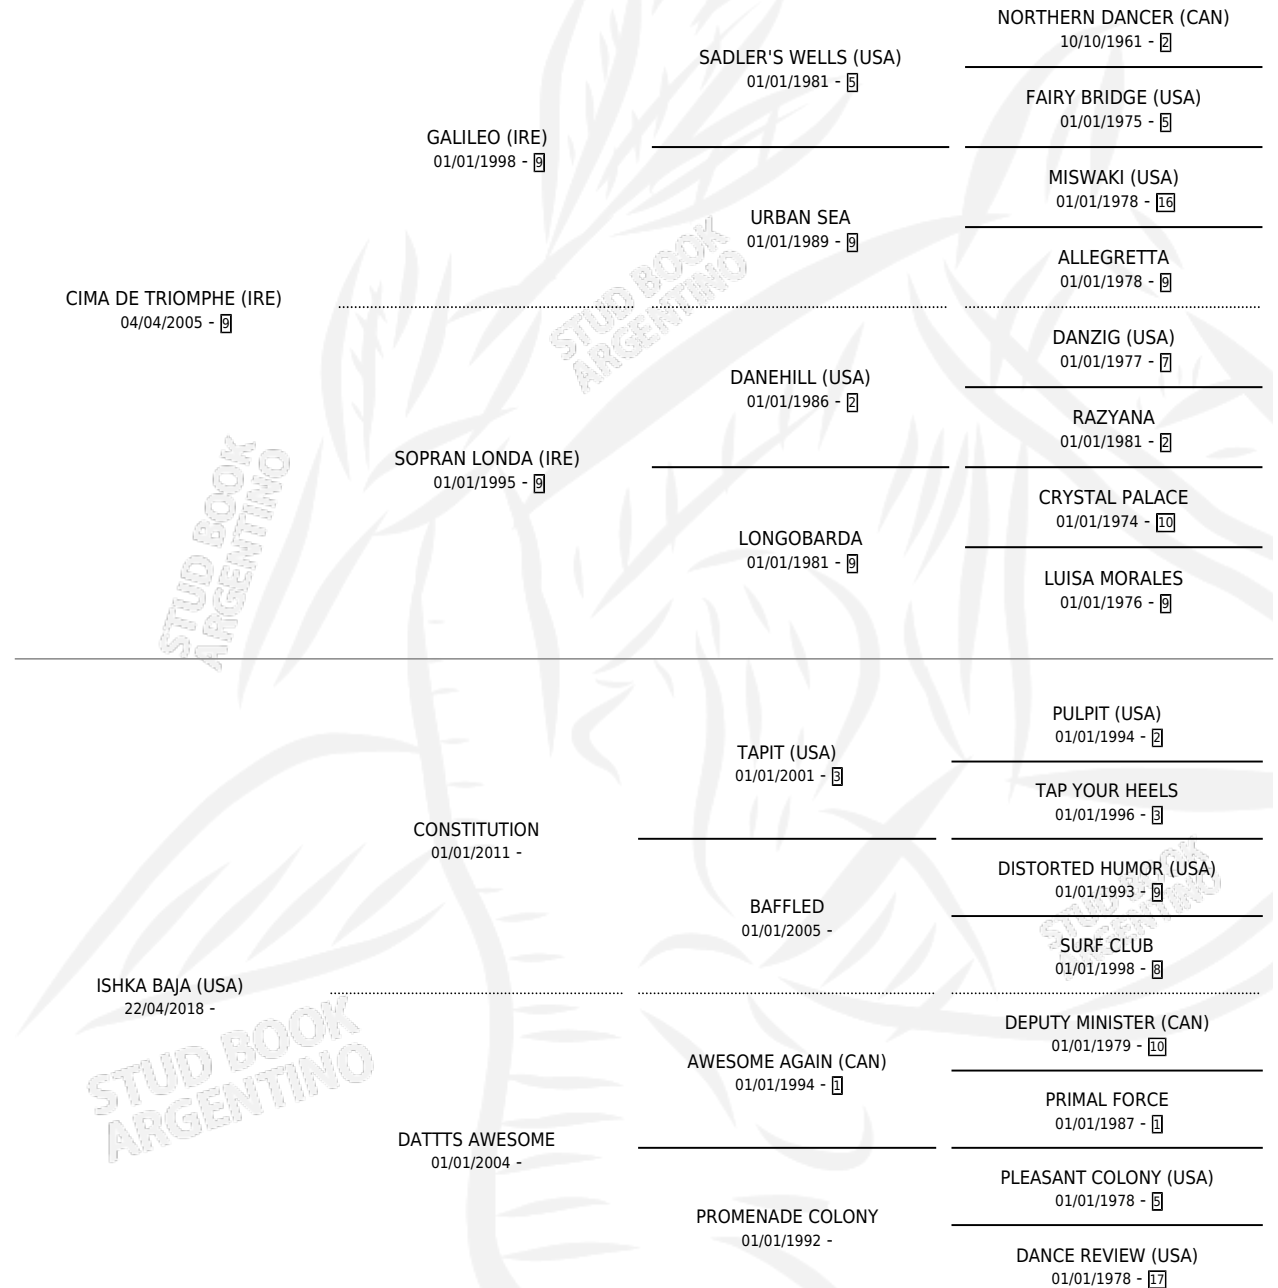 NORTHERN DANCER (CAN)
10/10/1961 - 2
SADLER'S WELLS (USA)
01/01/1981 - 5
FAIRY BRIDGE (USA)
01/01/1975 - 5
GALILEO (IRE)
01/01/1998 - 9
MISWAKI (USA)
01/01/1978 - 16
URBAN SEA
01/01/1989 - 9
ALLEGRETTA
01/01/1978 - 9
CIMA DE TRIOMPHE (IRE)
04/04/2005 - 9
DANZIG (USA)
01/01/1977 - 7
DANEHILL (USA)
01/01/1986 - 2
RAZYANA
01/01/1981 - 2
SOPRAN LONDA (IRE)
01/01/1995 - 9
CRYSTAL PALACE
01/01/1974 - 10
LONGOBARDA
01/01/1981 - 9
LUISA MORALES
01/01/1976 - 9
STUD BOOK
ARGENTINO
STUD BOOK
ARGENTINO
PULPIT (USA)
01/01/1994 - 2
TAPIT (USA)
01/01/2001 - 3
TAP YOUR HEELS
01/01/1996 - 3
CONSTITUTION
01/01/2011 -
DISTORTED HUMOR (USA)
01/01/1993 - 9
BAFFLED
01/01/2005 -
SURF CLUB
01/01/1998 - 8
STUD BOOK
ARGENTINO
ISHKA BAJA (USA)
22/04/2018 -
DEPUTY MINISTER (CAN)
01/01/1979 - 10
AWESOME AGAIN (CAN)
01/01/1994 - 1
PRIMAL FORCE
01/01/1987 - 1
DATTTS AWESOME
01/01/2004 -
PLEASANT COLONY (USA)
01/01/1978 - 5
PROMENADE COLONY
01/01/1992 -
DANCE REVIEW (USA)
01/01/1978 - 17
STUD BOOK
ARGENTINO